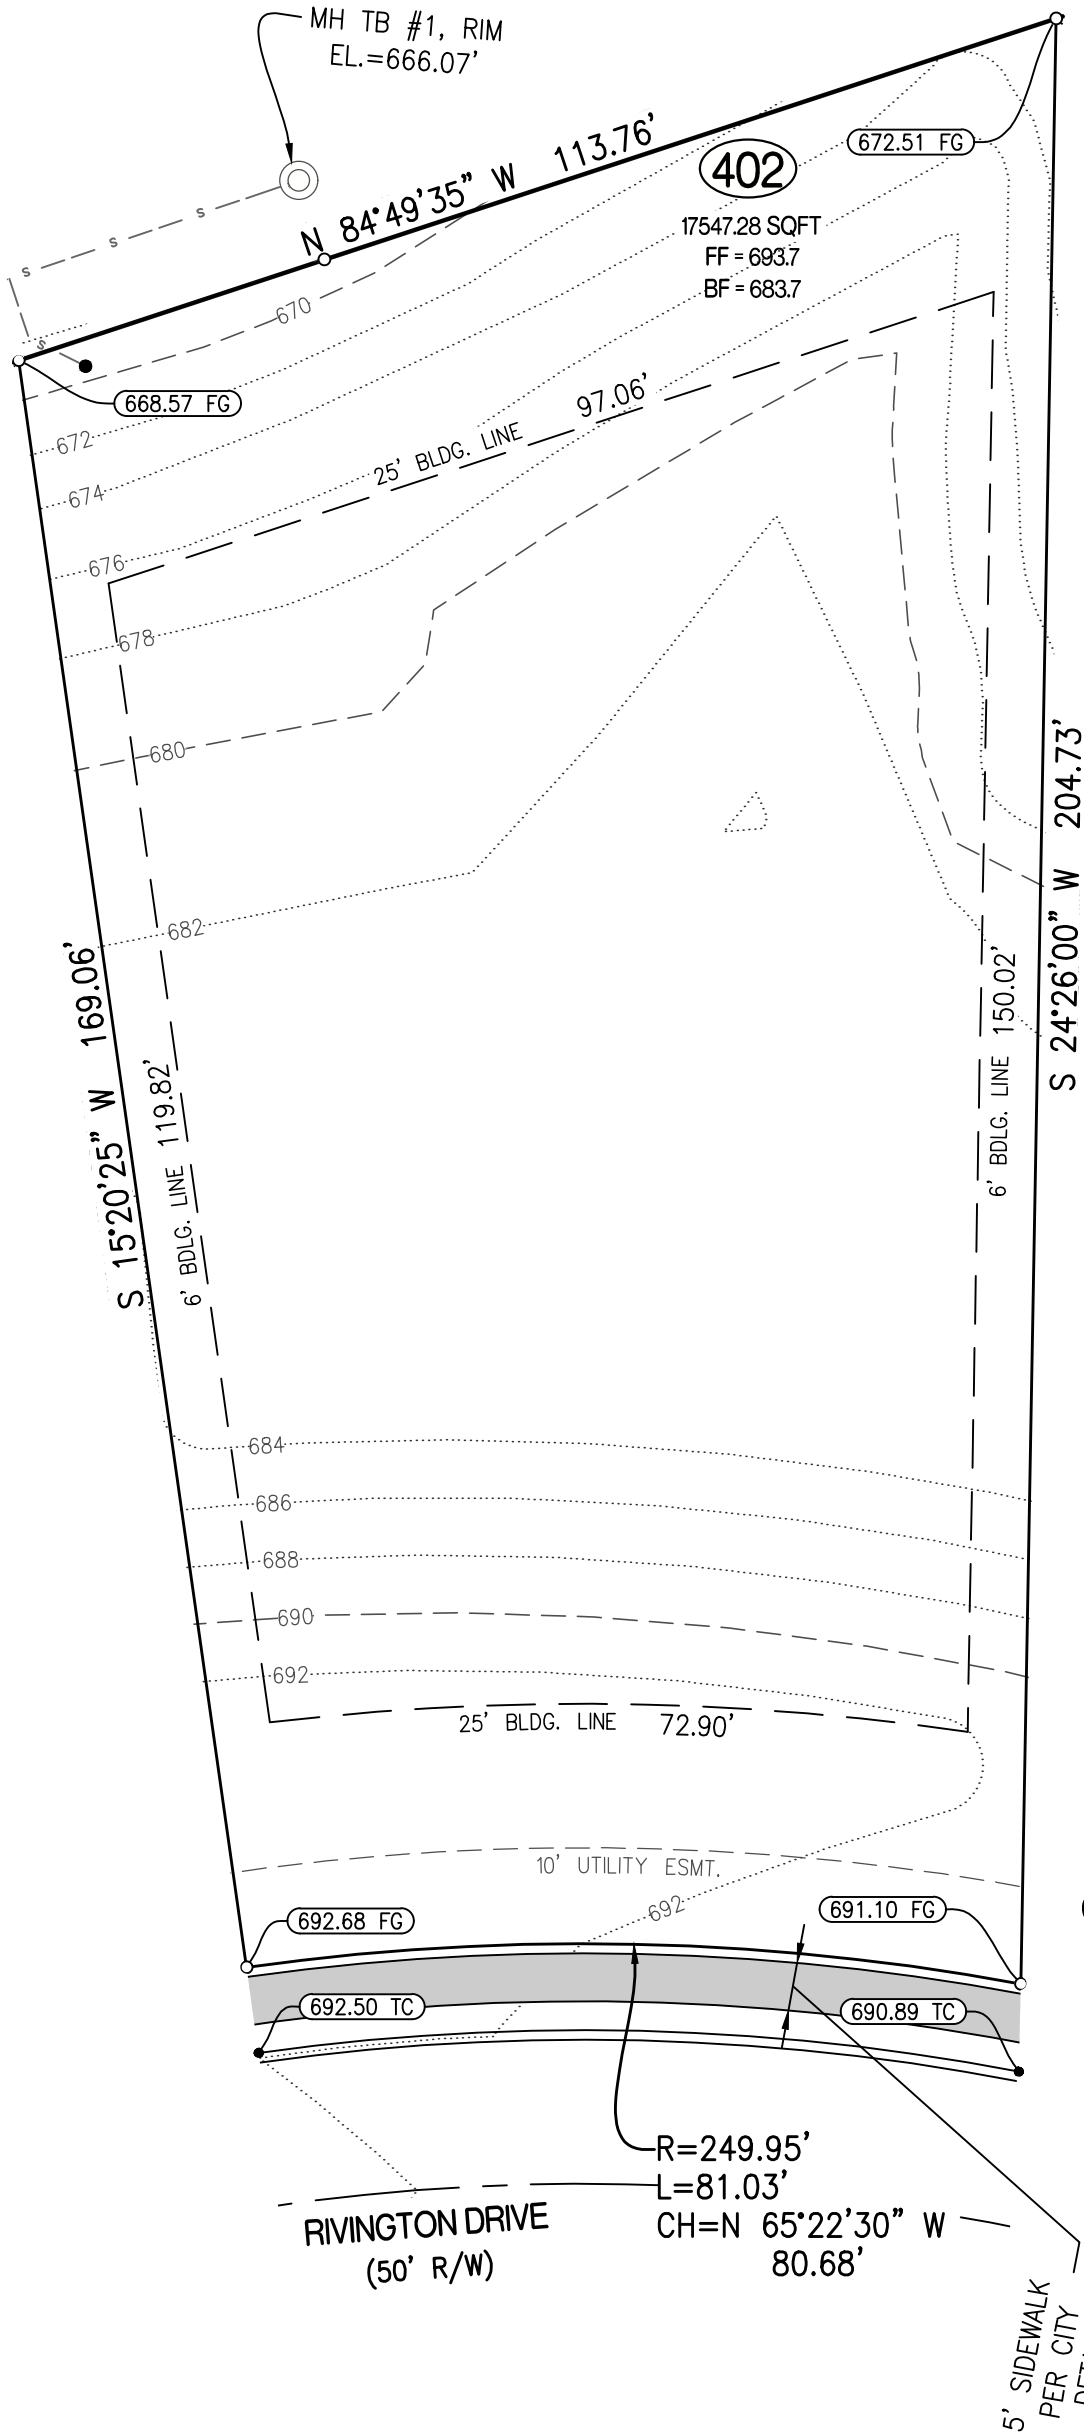 MH TB #1, RIM
EL.=666.07'
N 84°49'35" W 113.76'
402
672.51 FG
17547.28 SQFT
FF = 693.7
BF = 683.7
s
s
s
s
670
668.57 FG
97.06'
25' BLDG. LINE
672
674
676
678
680
682
S 24°26'00" W 204.73'
6' BDLG. LINE 150.02'
S 15°20'25" W 169.06'
6' BDLG. LINE 119.82'
684
686
688
690
692
25' BLDG. LINE 72.90'
10' UTILITY ESMT.
692
692.68 FG
691.10 FG
692.50 TC
690.89 TC
R=249.95'
L=81.03'
CH=N 65°22'30" W
80.68'
RIVINGTON DRIVE
(50' R/W)
5' SIDEWALK
PER CITY